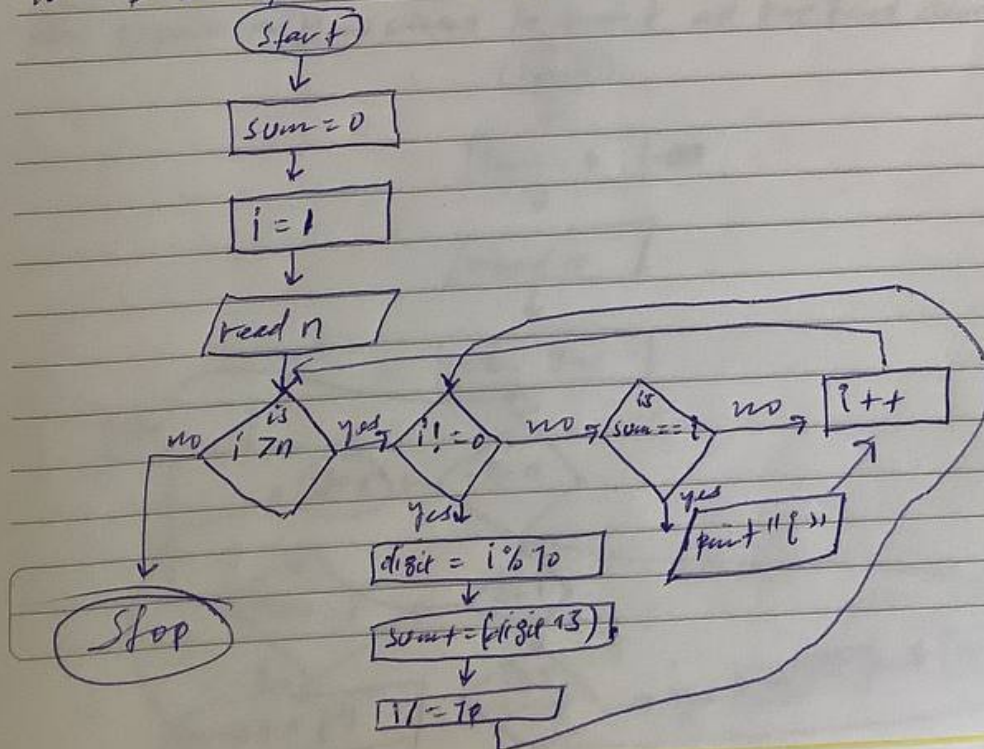 Start
sum = 0
i = 1
read n
is
i >n
no
yes
i! = 0
no
is
sum == i
no
i ++
yes
yes
print "i"
digit = i % 10
sum+=(digit^3)
i / = 10
Stop